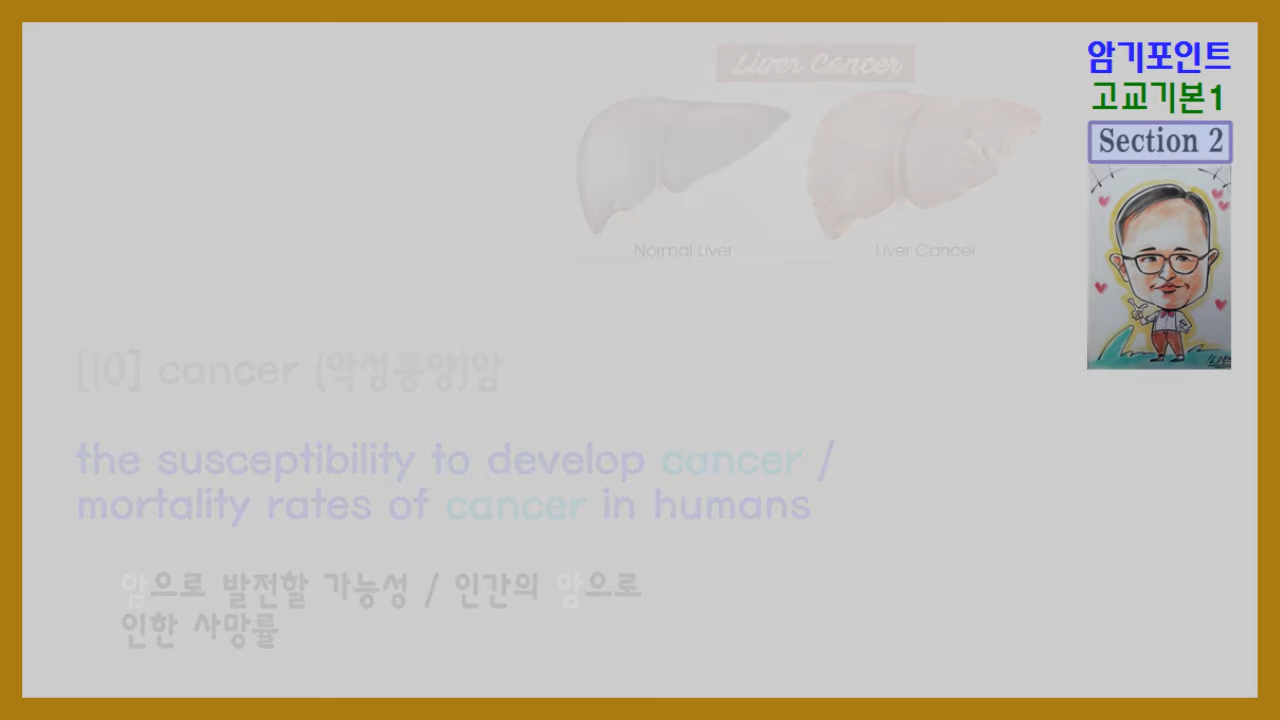 Liver Cancer
Normal Liver
Liver Cancer
암기포인트
고교기본1
Section 2
[10] cancer (악성종양)암
the susceptibility to develop cancer /
mortality rates of cancer in humans
암으로 발전할 가능성 / 인간의 암으로
인한 사망률